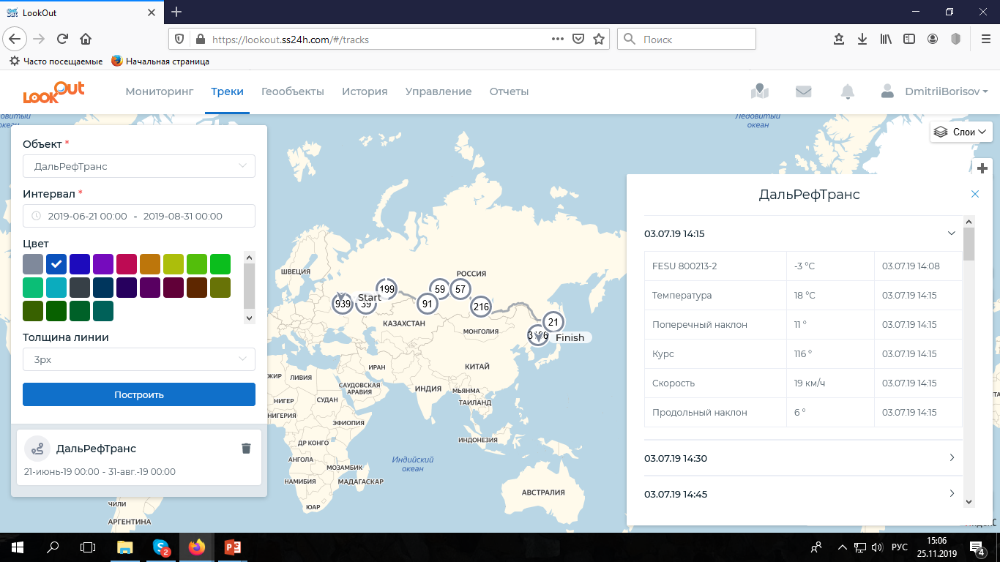 LookOut
https://lookout.ss24h.com/#/tracks
Поиск
Часто посещаемые
Начальная страница
LOOKOut
Мониторинг
Треки
Геообъекты
История
Управление
Отчеты
DmitriiBorisov
Ледовитый
океан
Слои
Объект *
ДальРефТранс
Интервал *
2019-06-21 00:00 - 2019-08-31 00:00
Цвет
Толщина линии
3px
Построить
ДальРефТранс
21-июнь-19 00:00 - 31-авг.-19 00:00
ШВЕЦИЯ
РОССИЯ
199
59
57
Start
939
39
91
216
21
КАЗАХСТАН
МОНГОЛИЯ
Finish
ИРАН
КИТАЙ
ЛИВИЯ
САУДОВСКАЯ
АРАВИЯ
ИНДИЯ
МЬЯНМА
НИГЕР
СУДАН
ТАИЛАНД
НИГЕРИЯ
ЭФИОПИЯ
ДР КОНГО
ИНДОНЕЗИЯ
АНГОЛА
Индийский
океан
МОЗАМБИК
НАМИБИЯ
МАДАГАСКАР
АВСТРАЛИЯ
ЮАР
ЧИЛИ
АРГЕНТИНА
ДальРефТранс
03.07.19 14:15
FESU 800213-2 -3 °C 03.07.19 14:08
Температура 18 °C 03.07.19 14:15
Поперечный наклон 11 ° 03.07.19 14:15
Курс 116 ° 03.07.19 14:15
Скорость 19 км/ч 03.07.19 14:15
Продольный наклон 6 ° 03.07.19 14:15
03.07.19 14:30
03.07.19 14:45
2
РУС
15:06
25.11.2019
4